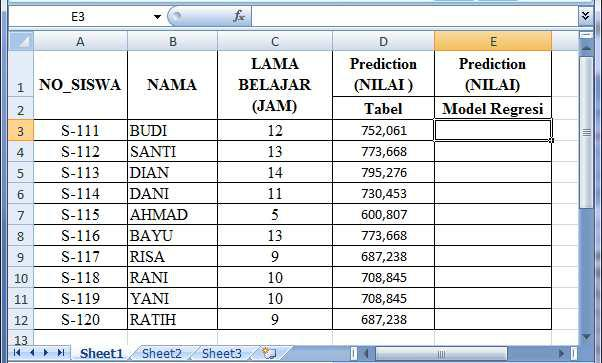 E3 fx
A B C D E
1 NO_SISWA NAMA LAMA BELAJAR (JAM) Prediction (NILAI ) Prediction (NILAI)
2 Tabel Model Regresi
3 S-111 BUDI 12 752,061
4 S-112 SANTI 13 773,668
5 S-113 DIAN 14 795,276
6 S-114 DANI 11 730,453
7 S-115 AHMAD 5 600,807
8 S-116 BAYU 13 773,668
9 S-117 RISA 9 687,238
10 S-118 RANI 10 708,845
11 S-119 YANI 10 708,845
12 S-120 RATIH 9 687,238
13
Sheet1 Sheet2 Sheet3